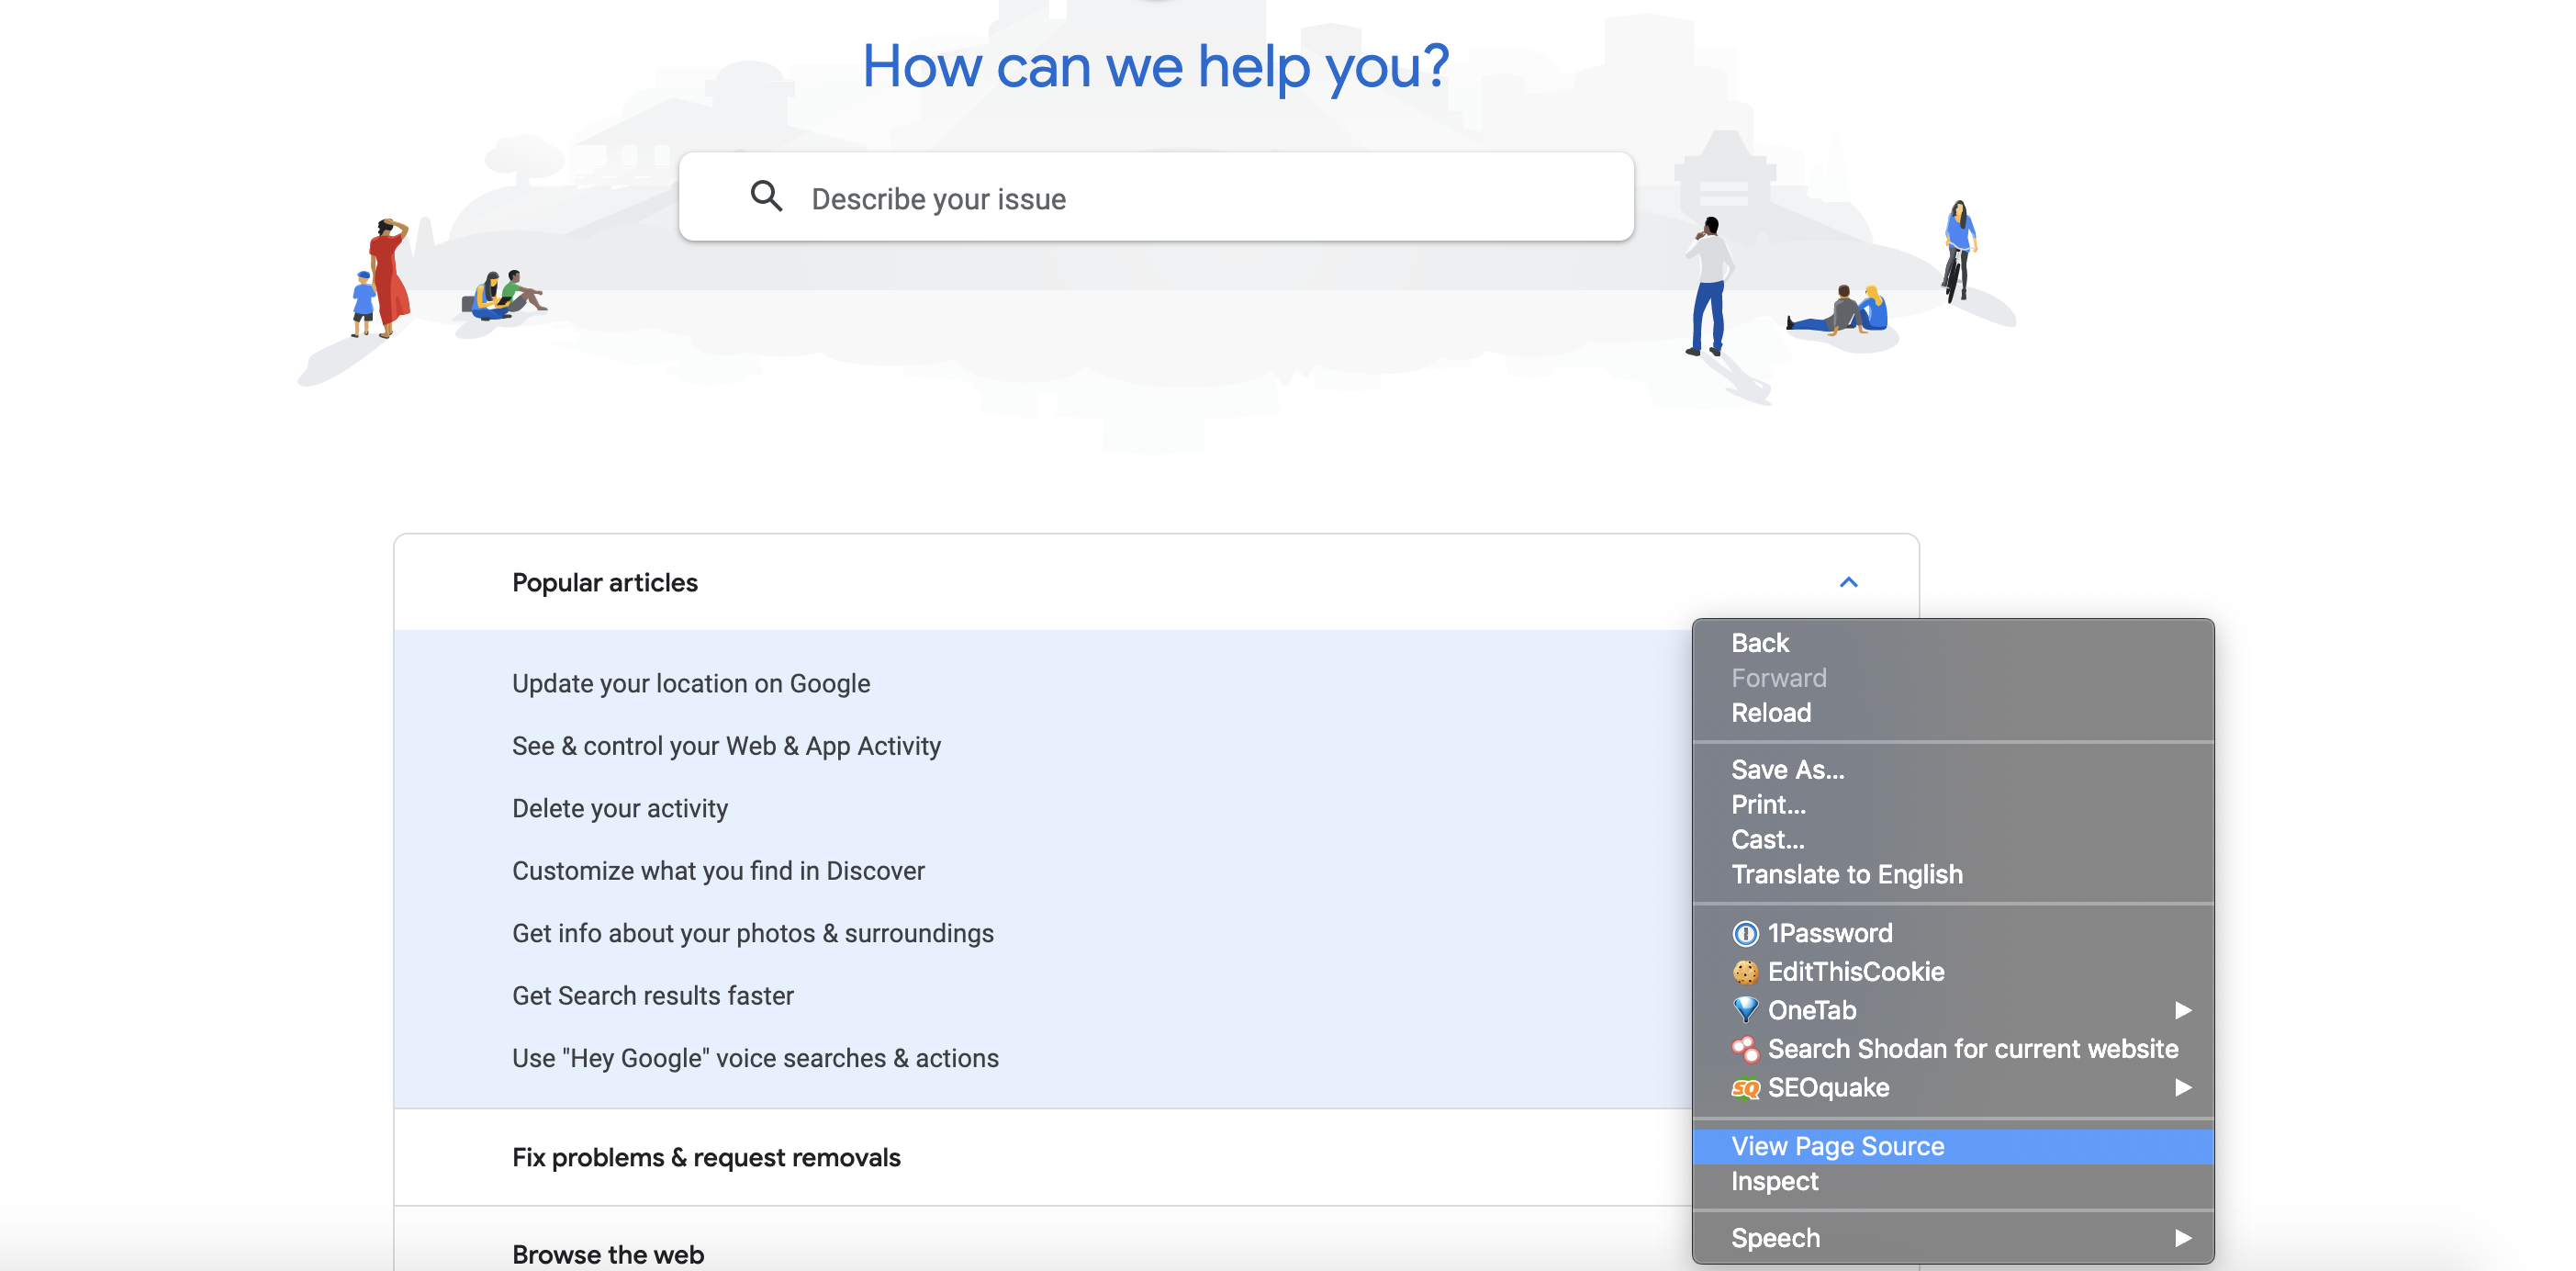 How can we help you?
Describe your issue
Popular articles
Update your location on Google
See & control your Web & App Activity
Delete your activity
Customize what you find in Discover
Get info about your photos & surroundings
Get Search results faster
Use "Hey Google" voice searches & actions
Fix problems & request removals
Browse the web
Back
Forward
Reload
Save As...
Print...
Cast...
Translate to English
1Password
EditThisCookie
OneTab
Search Shodan for current website
SQ SEOquake
View Page Source
Inspect
Speech